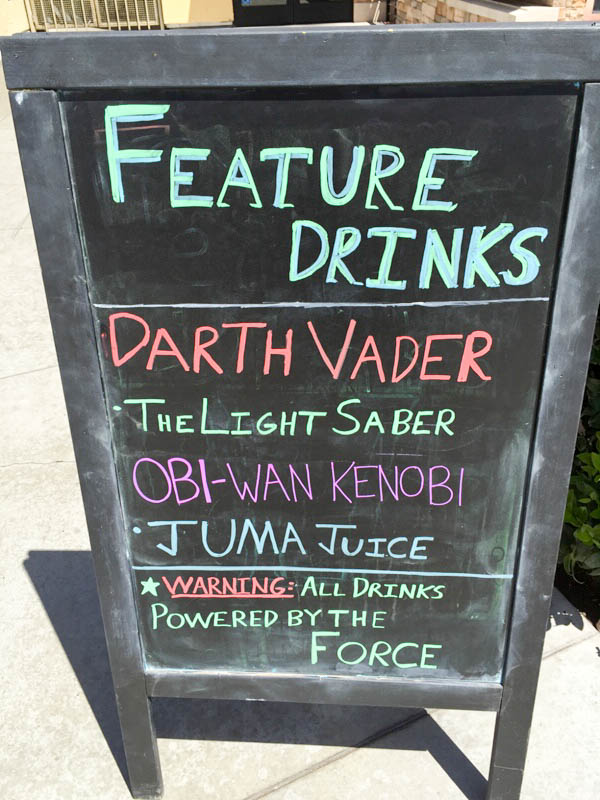 FEATURE
DRINKS
DARTH VADER
·THE LIGHT SABER
OBI-WAN KENOBI
·JUMA JUICE
★WARNING: ALL DRINKS
POWERED BY THE
FORCE